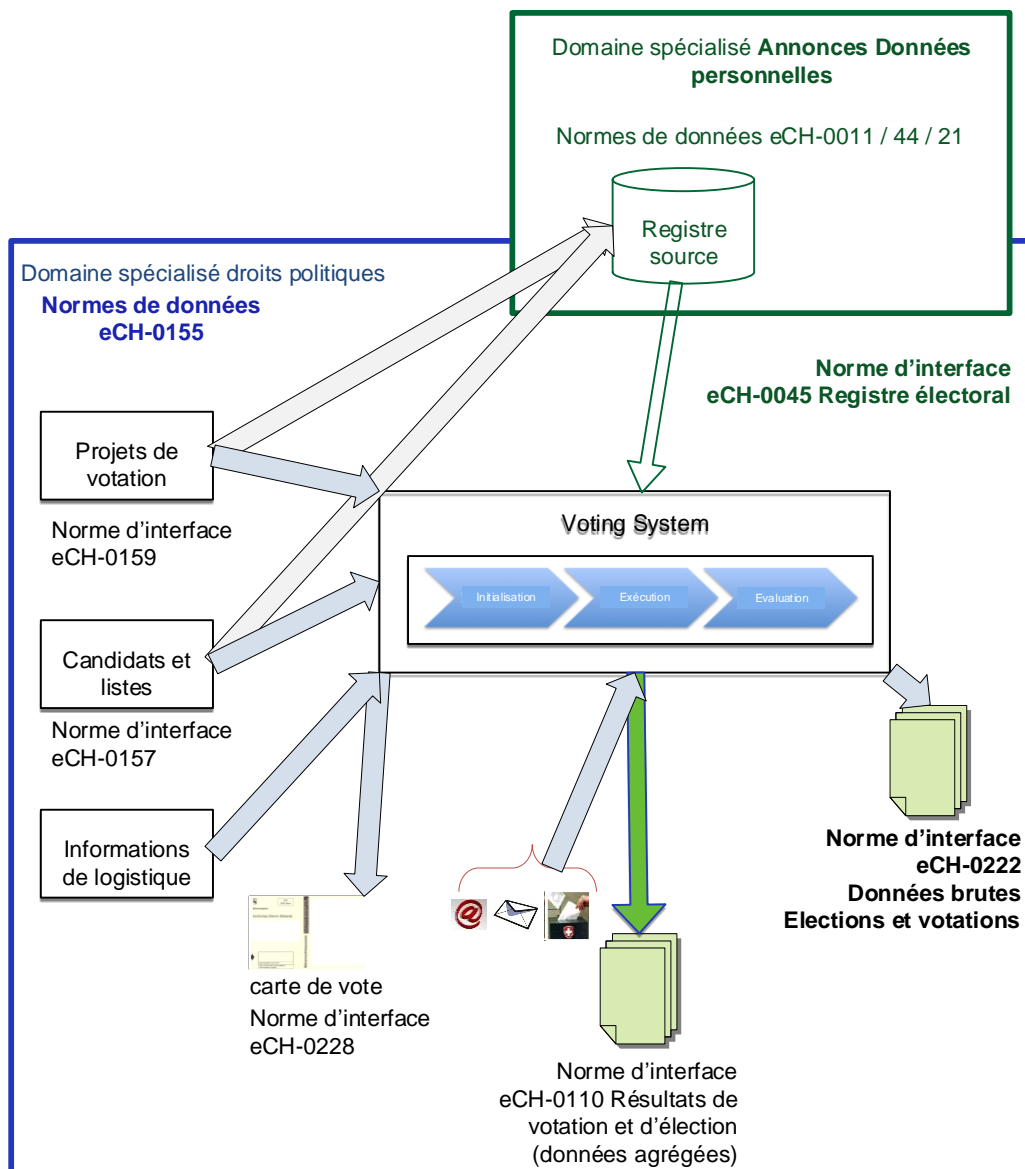 Domaine spécialisé Annonces Données
personnelles
Normes de données eCH-0011 / 44 / 21
Registre
source
Domaine spécialisé droits politiques
Normes de données
eCH-0155
Norme d’interface
eCH-0045 Registre électoral
Projets de
votation
Norme d’interface
eCH-0159
Voting System
Initialisation
Exécution
Evaluation
Candidats et
listes
Norme d’interface
eCH-0157
Informations
de logistique
Norme d’interface
eCH-0222
Données brutes
Elections et votations
carte de vote
Norme d’interface
eCH-0228
Norme d’interface
eCH-0110 Résultats de
votation et d’élection
(données agrégées)